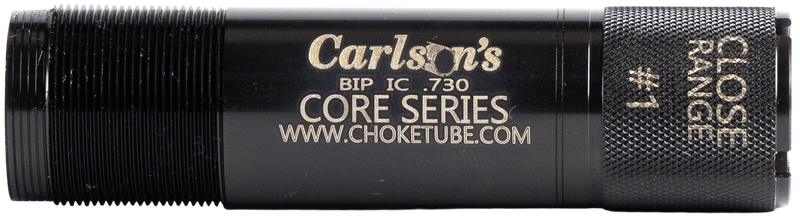 Carlson's
BIP IC .730
CORE SERIES
WWW.CHOKETUBE.COM
CLOSE
RANGE
#1